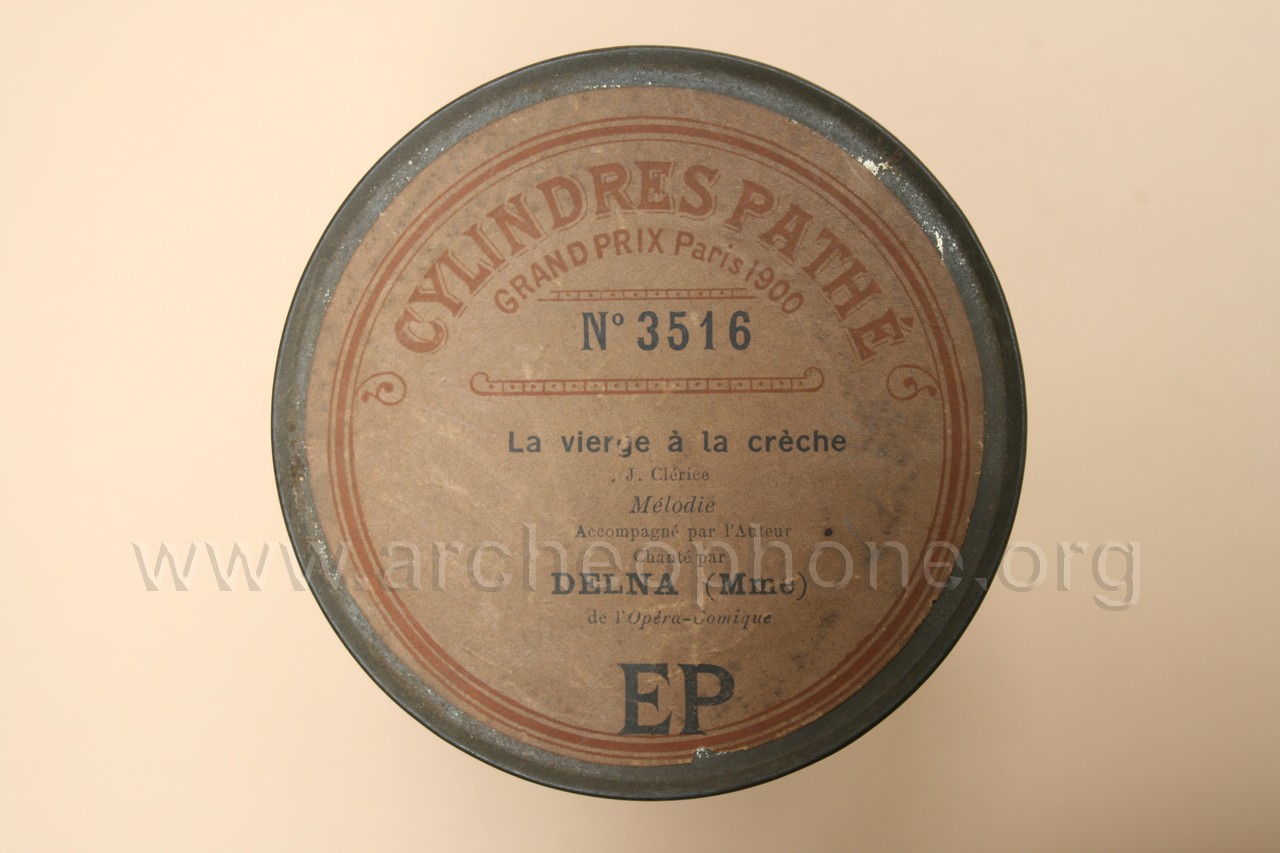 CYLINDRES PATHÉ
GRAND PRIX Paris 1900
Nº 3516
La vierge à la crèche
J. Clérice
Mélodie
Accompagné par l'Auteur
www.archeophone.org
Chanté par
DELNA (Mme)
de l'Opéra-Comique
EP